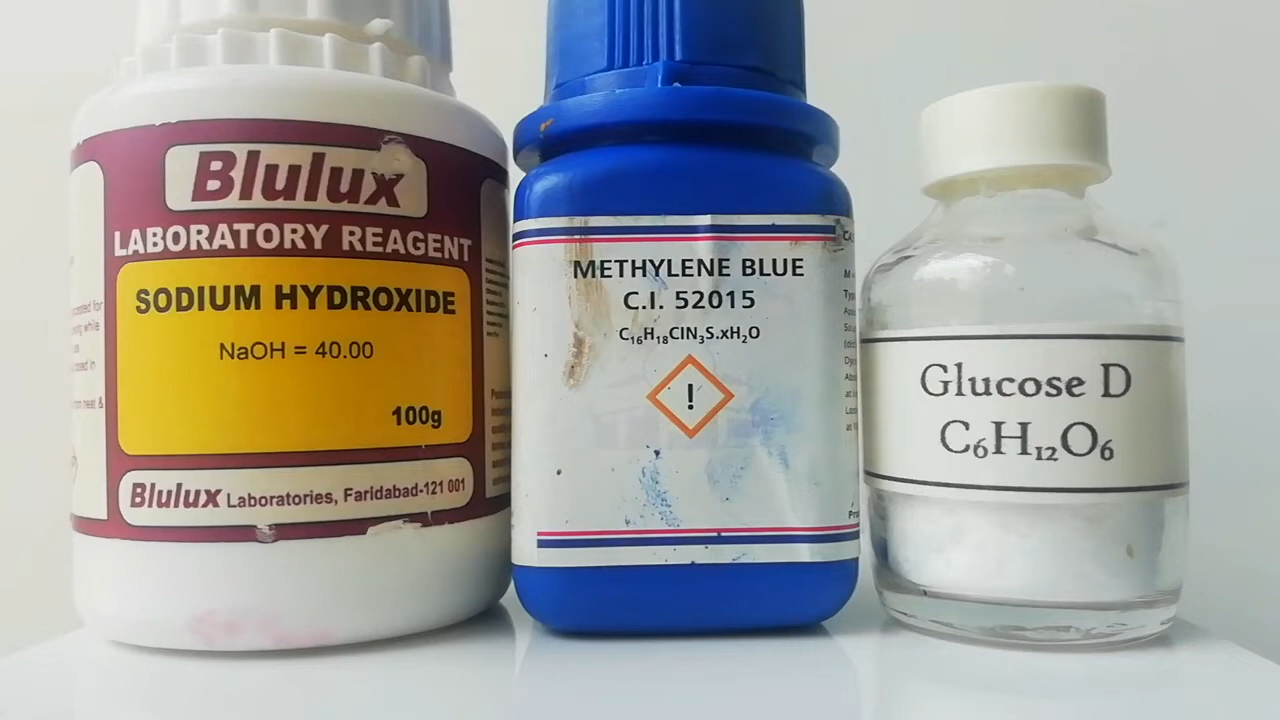 Blulux
LABORATORY REAGENT
SODIUM HYDROXIDE
NaOH = 40.00
100g
Blulux Laboratories, Faridabad-121 001
METHYLENE BLUE
C.I. 52015
C₁₆H₁₈ClN₃S.xH₂O
!
Glucose D
C₆H₁₂O₆